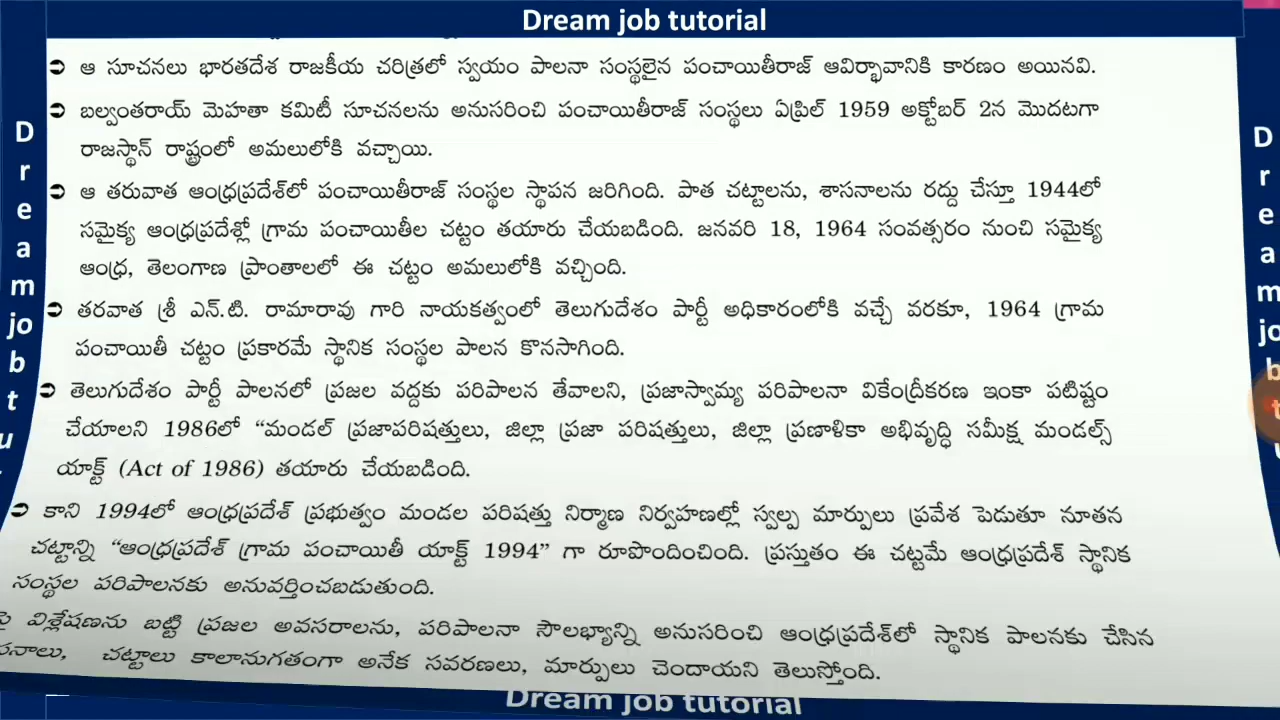 Dream job tutorial
➲ ఆ సూచనలు భారతదేశ రాజకీయ చరిత్రలో స్వయం పాలనా సంస్థలైన పంచాయితీరాజ్ ఆవిర్భావానికి కారణం అయినవి.
➲ బల్వంతరాయ్ మెహతా కమిటీ సూచనలను అనుసరించి పంచాయితీరాజ్ సంస్థలు ఏప్రిల్ 1959 అక్టోబర్ 2న మొదటగా
రాజస్థాన్ రాష్ట్రంలో అమలులోకి వచ్చాయి.
➲ ఆ తరువాత ఆంధ్రప్రదేశ్‌లో పంచాయితీరాజ్ సంస్థల స్థాపన జరిగింది. పాత చట్టాలను, శాసనాలను రద్దు చేస్తూ 1944లో
సమైక్య ఆంధ్రప్రదేశ్లో గ్రామ పంచాయితీల చట్టం తయారు చేయబడింది. జనవరి 18, 1964 సంవత్సరం నుంచి సమైక్య
ఆంధ్ర, తెలంగాణ ప్రాంతాలలో ఈ చట్టం అమలులోకి వచ్చింది.
➲ తరవాత శ్రీ ఎన్.టి. రామారావు గారి నాయకత్వంలో తెలుగుదేశం పార్టీ అధికారంలోకి వచ్చే వరకూ, 1964 గ్రామ
పంచాయితీ చట్టం ప్రకారమే స్థానిక సంస్థల పాలన కొనసాగింది.
➲ తెలుగుదేశం పార్టీ పాలనలో ప్రజల వద్దకు పరిపాలన తేవాలని, ప్రజాస్వామ్య పరిపాలనా వికేంద్రీకరణ ఇంకా పటిష్టం
చేయాలని 1986లో “మండల్ ప్రజాపరిషత్తులు, జిల్లా ప్రజా పరిషత్తులు, జిల్లా ప్రణాళికా అభివృద్ధి సమీక్ష మండల్స్
యాక్ట్ (Act of 1986) తయారు చేయబడింది.
➲ కాని 1994లో ఆంధ్రప్రదేశ్ ప్రభుత్వం మండల పరిషత్తు నిర్మాణ నిర్వహణల్లో స్వల్ప మార్పులు ప్రవేశ పెడుతూ నూతన
చట్టాన్ని “ఆంధ్రప్రదేశ్ గ్రామ పంచాయితీ యాక్ట్ 1994” గా రూపొందించింది. ప్రస్తుతం ఈ చట్టమే ఆంధ్రప్రదేశ్ స్థానిక
సంస్థల పరిపాలనకు అనువర్తించబడుతుంది.
పై విశ్లేషణను బట్టి ప్రజల అవసరాలను, పరిపాలనా సౌలభ్యాన్ని అనుసరించి ఆంధ్రప్రదేశ్‌లో స్థానిక పాలనకు చేసిన
చట్టాలు కాలానుగతంగా అనేక సవరణలు, మార్పులు చెందాయని తెలుస్తోంది.
Dream job tutorial
Dream job tu
Dream job t